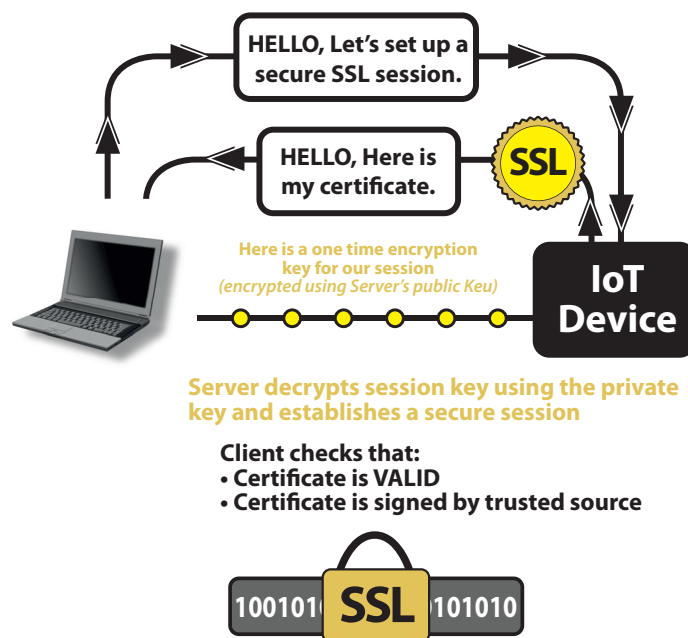 HELLO, Let's set up a
secure SSL session.
HELLO, Here is
my certificate.
SSL
Here is a one time encryption
key for our session
(encrypted using Server's public Keu)
IoT
Device
Server decrypts session key using the private
key and establishes a secure session
Client checks that:
• Certificate is VALID
• Certificate is signed by trusted source
SSL